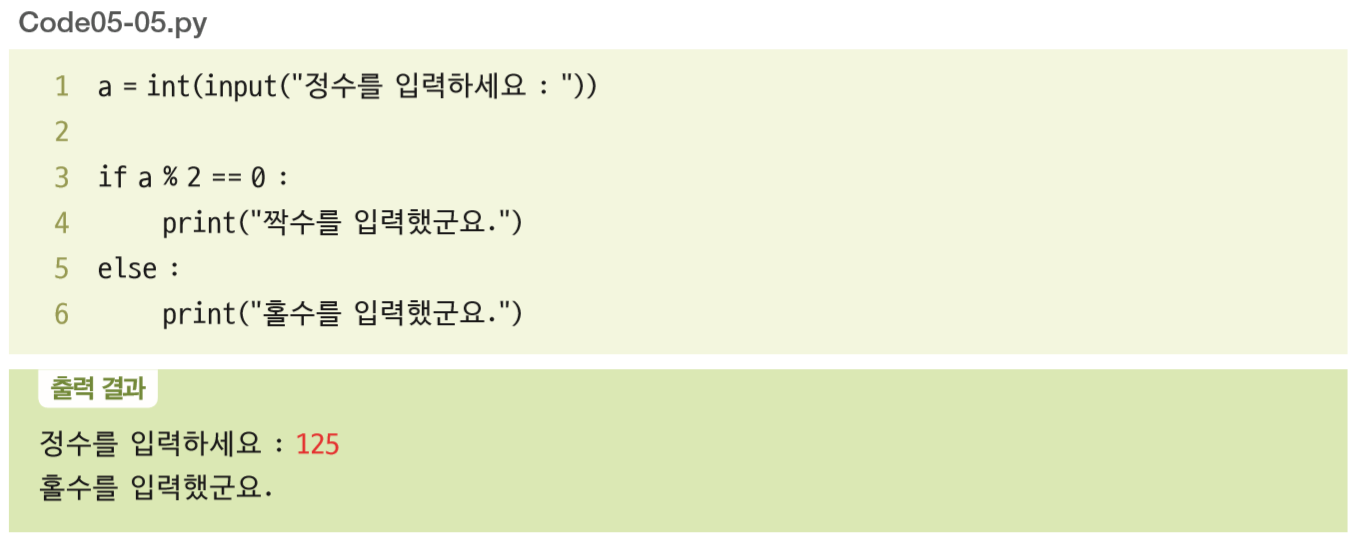 Code05-05.py
1 a = int(input("정수를 입력하세요 : "))
2
3 if a % 2 == 0 :
4 print("짝수를 입력했군요.")
5 else :
6 print("홀수를 입력했군요.")
출력 결과
정수를 입력하세요 : 125
홀수를 입력했군요.